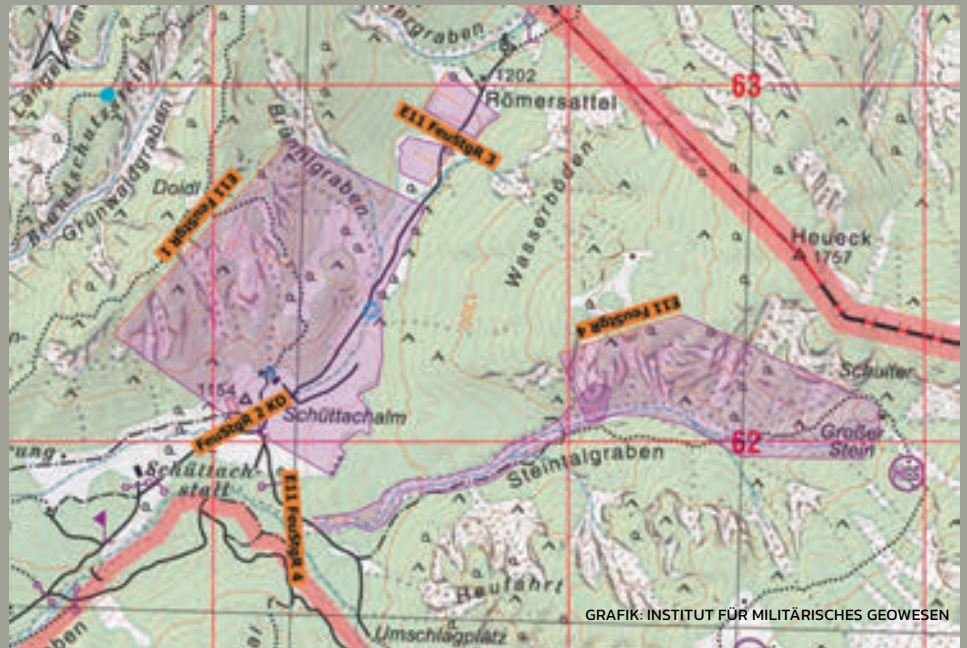 1202
Römersattel
63
E11 FeuStgR 3
Brünnlgraben
Grünwaldgraben
Doidl
E11 FeuStgR 1
Wasserböden
Heueck
1757
E11 FeuStgR 4
Schulter
1154
FeuStgR 2 KD
Schüttachalm
Großer
Stein
62
Steintalgraben
Schüttach-
stall
E11 FeuStgR 4
Heufahrt
GRAFIK: INSTITUT FÜR MILITÄRISCHES GEOWESEN
Umschlagplatz